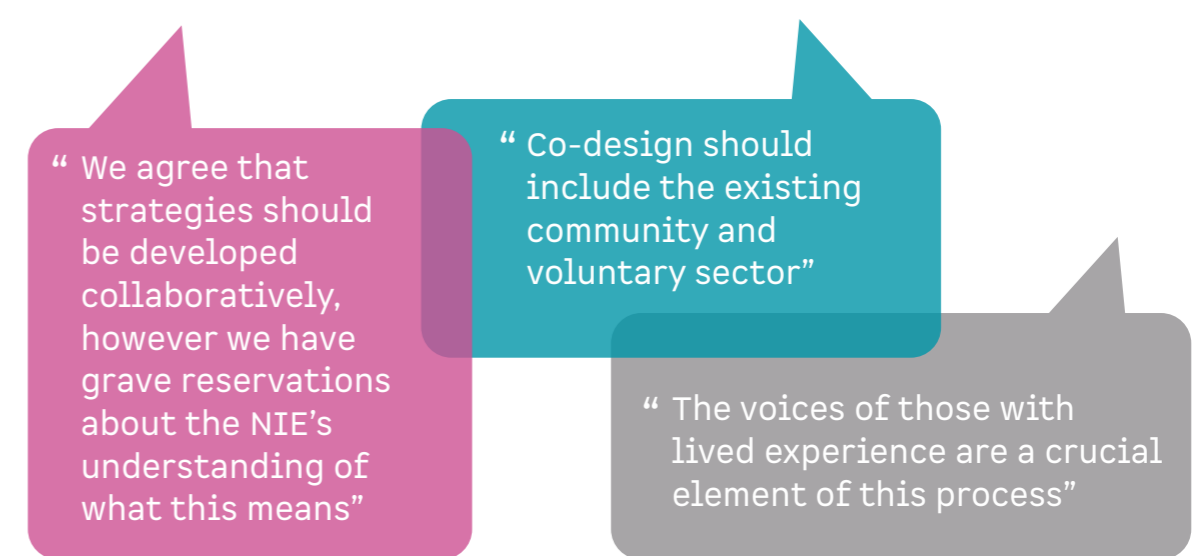 “ We agree that
strategies should
be developed
collaboratively,
however we have
grave reservations
about the NIE’s
understanding of
what this means”
“ Co-design should
include the existing
community and
voluntary sector”
“ The voices of those with
lived experience are a crucial
element of this process”